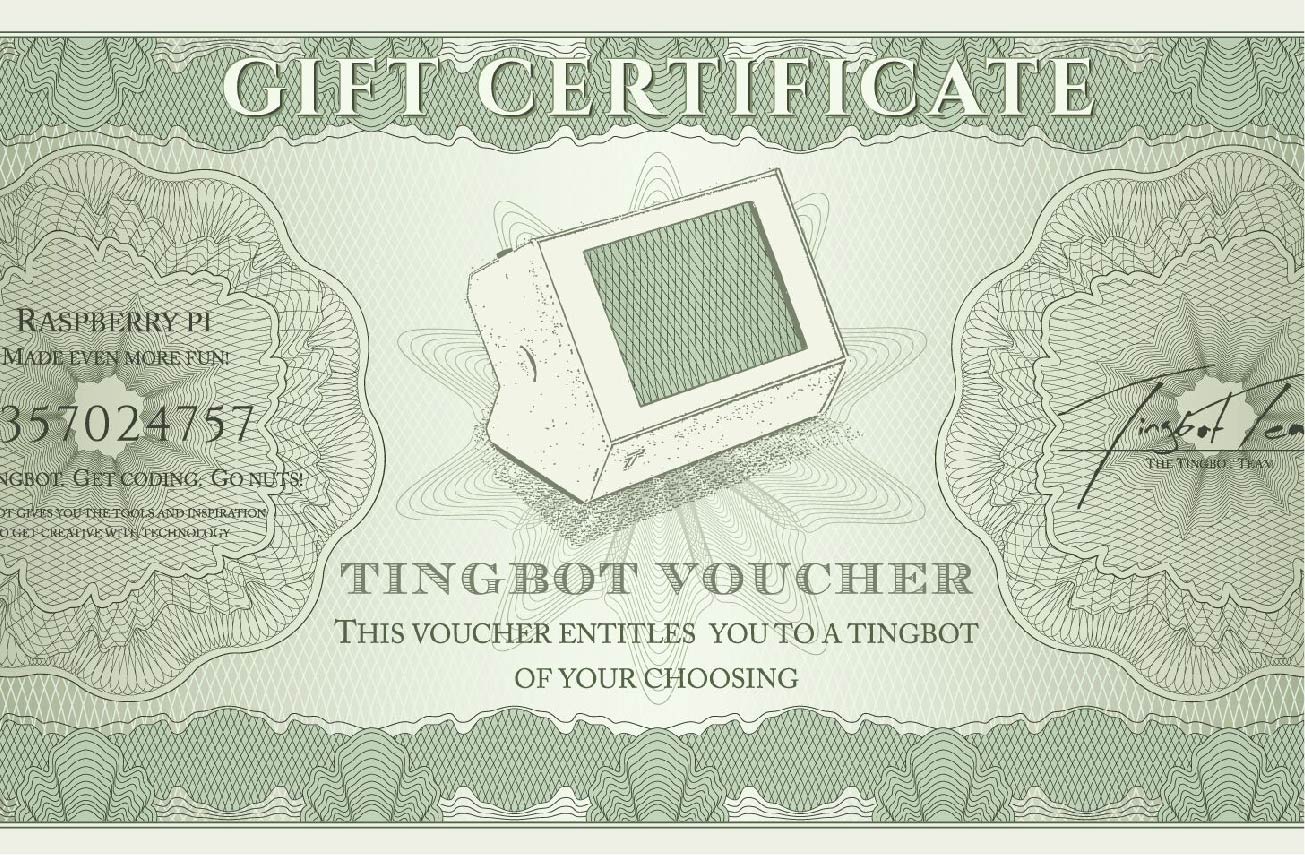 GIFT CERTIFICATE
RASPBERRY PI
MADE EVEN MORE FUN!
357024757
NGBOT. GET CODING, GO NUTS!
OT GIVES YOU THE TOOLS AND INSPIRATION
O GET CREATIVE WITH TECHNOLOGY
Tingbot Tea
THE TINGBOT TEAM
TINGBOT VOUCHER
THIS VOUCHER ENTITLES YOU TO A TINGBOT
OF YOUR CHOOSING